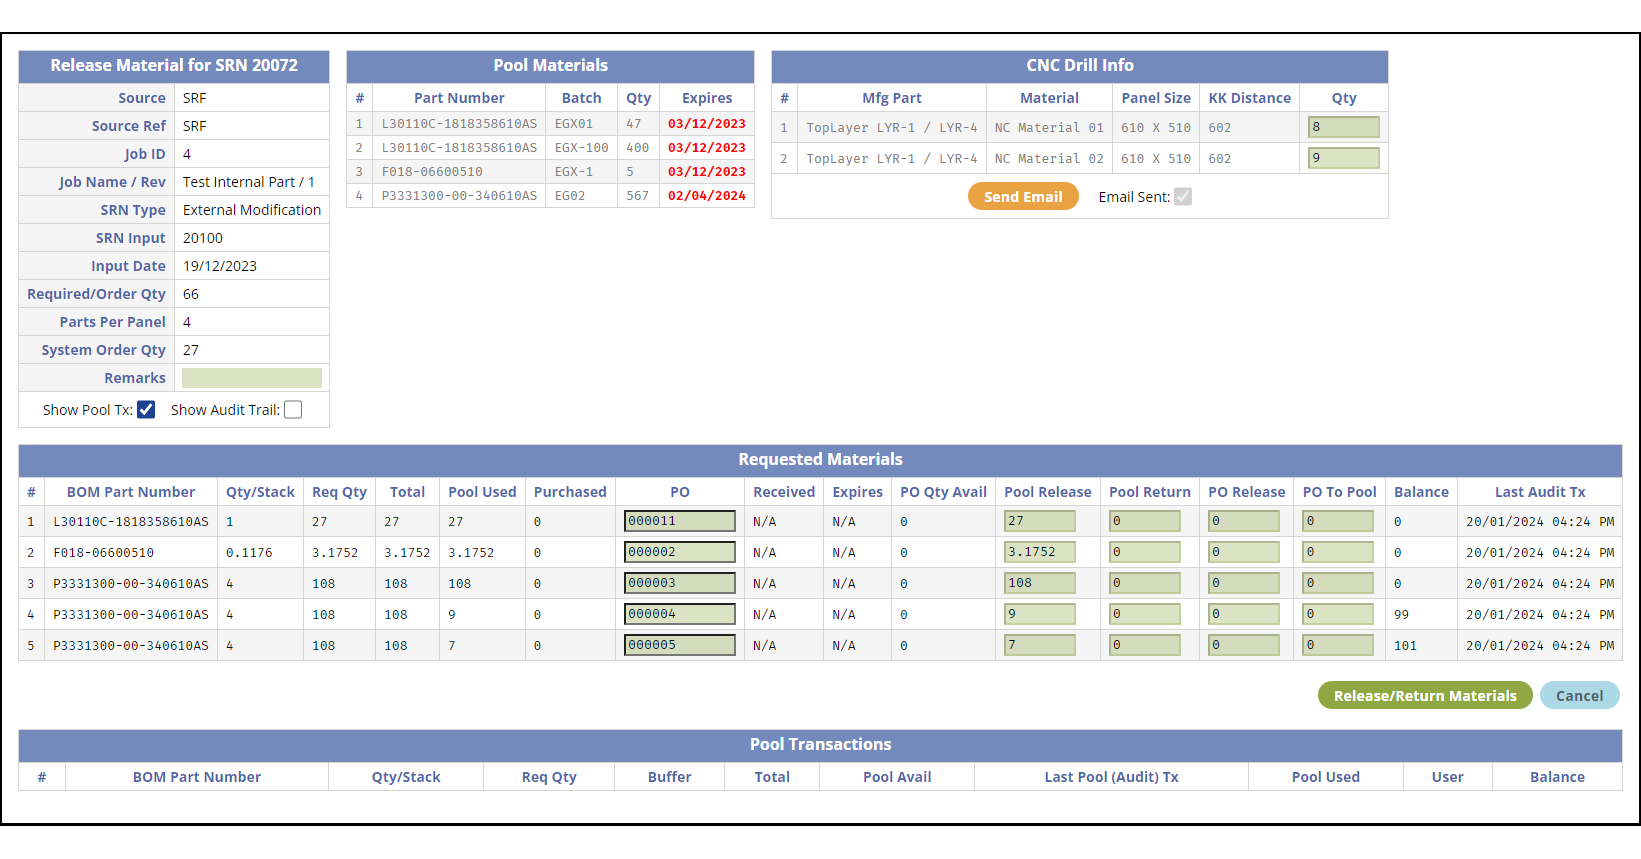 Release Material for SRN 20072
Source SRF
Source Ref SRF
Job ID 4
Job Name / Rev Test Internal Part / 1
SRN Type External Modification
SRN Input 20100
Input Date 19/12/2023
Required/Order Qty 66
Parts Per Panel 4
System Order Qty 27
Remarks
Show Pool Tx: Show Audit Trail:
Pool Materials
# Part Number Batch Qty Expires
1 L30110C-1818358610AS EGX01 47 03/12/2023
2 L30110C-1818358610AS EGX-100 400 03/12/2023
3 F018-06600510 EGX-1 5 03/12/2023
4 P3331300-00-340610AS EG02 567 02/04/2024
CNC Drill Info
# Mfg Part Material Panel Size KK Distance Qty
1 TopLayer LYR-1 / LYR-4 NC Material 01 610 X 510 602 8
2 TopLayer LYR-1 / LYR-4 NC Material 02 610 X 510 602 9
Send Email Email Sent:
Requested Materials
# BOM Part Number Qty/Stack Req Qty Total Pool Used Purchased PO Received Expires PO Qty Avail Pool Release Pool Return PO Release PO To Pool Balance Last Audit Tx
1 L30110C-1818358610AS 1 27 27 27 0 000011 N/A N/A 0 27 0 0 0 0 20/01/2024 04:24 PM
2 F018-06600510 0.1176 3.1752 3.1752 3.1752 0 000002 N/A N/A 0 3.1752 0 0 0 0 20/01/2024 04:24 PM
3 P3331300-00-340610AS 4 108 108 108 0 000003 N/A N/A 0 108 0 0 0 0 20/01/2024 04:24 PM
4 P3331300-00-340610AS 4 108 108 9 0 000004 N/A N/A 0 9 0 0 0 99 20/01/2024 04:24 PM
5 P3331300-00-340610AS 4 108 108 7 0 000005 N/A N/A 0 7 0 0 0 101 20/01/2024 04:24 PM
Release/Return Materials Cancel
Pool Transactions
# BOM Part Number Qty/Stack Req Qty Buffer Total Pool Avail Last Pool (Audit) Tx Pool Used User Balance